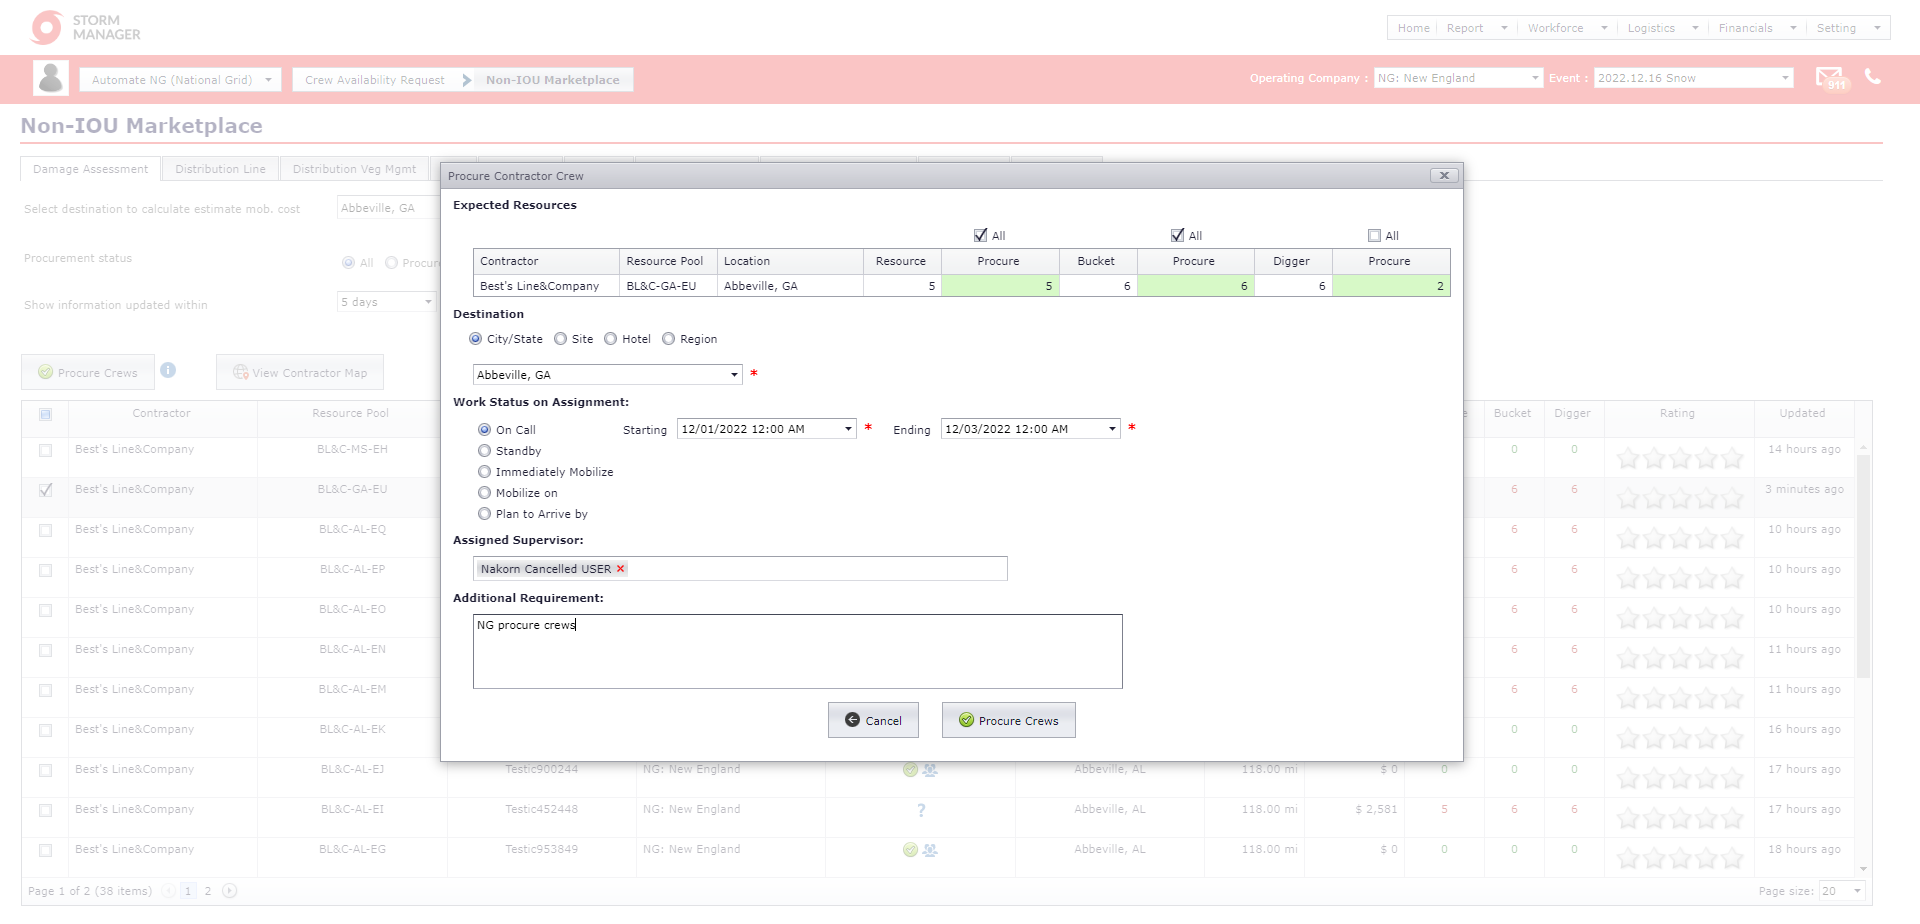 STORM
MANAGER
Home Report Workforce Logistics Financials Setting
Automate NG (National Grid) Crew Availability Request Non-IOU Marketplace Operating Company : NG: New England Event : 2022.12.16 Snow 911
Non-IOU Marketplace
Damage Assessment Distribution Line Distribution Veg Mgmt
Select destination to calculate estimate mob. cost Abbeville, GA
Procurement status All Procure
Show information updated within 5 days
Procure Crews i View Contractor Map
Procure Contractor Crew
Expected Resources
All All All
Contractor Resource Pool Location Resource Procure Bucket Procure Digger Procure
Best's Line&Company BL&C-GA-EU Abbeville, GA 5 5 6 6 6 2
Destination
City/State Site Hotel Region
Abbeville, GA *
Work Status on Assignment:
On Call Starting 12/01/2022 12:00 AM * Ending 12/03/2022 12:00 AM *
Standby
Immediately Mobilize
Mobilize on
Plan to Arrive by
Assigned Supervisor:
Nakorn Cancelled USER
Additional Requirement:
NG procure crews
Cancel Procure Crews
Contractor Resource Pool Bucket Digger Rating Updated
Best's Line&Company BL&C-MS-EH 0 0 14 hours ago
Best's Line&Company BL&C-GA-EU 6 6 3 minutes ago
Best's Line&Company BL&C-AL-EQ 6 6 10 hours ago
Best's Line&Company BL&C-AL-EP 6 6 10 hours ago
Best's Line&Company BL&C-AL-EO 6 6 10 hours ago
Best's Line&Company BL&C-AL-EN 6 6 11 hours ago
Best's Line&Company BL&C-AL-EM 6 6 11 hours ago
Best's Line&Company BL&C-AL-EK 0 0 16 hours ago
Best's Line&Company BL&C-AL-EJ Testic900244 NG: New England Abbeville, AL 118.00 mi $ 0 0 0 0 17 hours ago
Best's Line&Company BL&C-AL-EI Testic452448 NG: New England ? Abbeville, AL 118.00 mi $ 2,581 5 6 6 17 hours ago
Best's Line&Company BL&C-AL-EG Testic953849 NG: New England Abbeville, AL 118.00 mi $ 0 0 0 0 18 hours ago
Page 1 of 2 (38 items) 1 2 Page size: 20